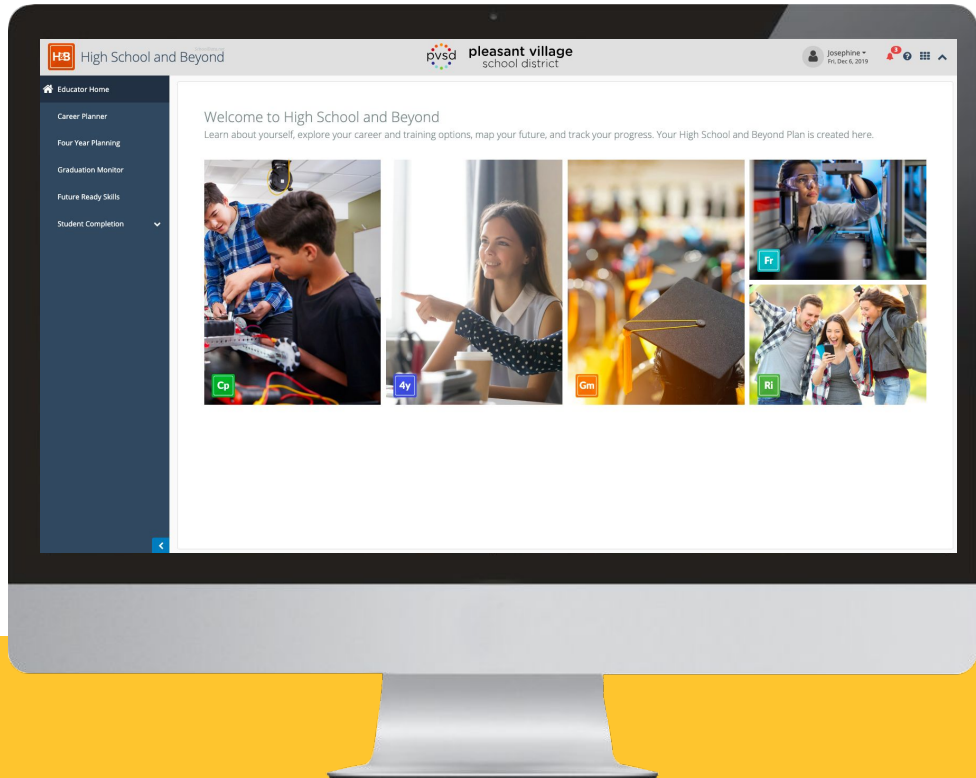 H&B High School and Beyond
pvsd pleasant village
school district
Josephine
Fri, Dec 6, 2019
3
Educator Home
Career Planner
Four Year Planning
Graduation Monitor
Future Ready Skills
Student Completion
Welcome to High School and Beyond
Learn about yourself, explore your career and training options, map your future, and track your progress. Your High School and Beyond Plan is created here.
Cp
4y
Gm
Fr
Ri